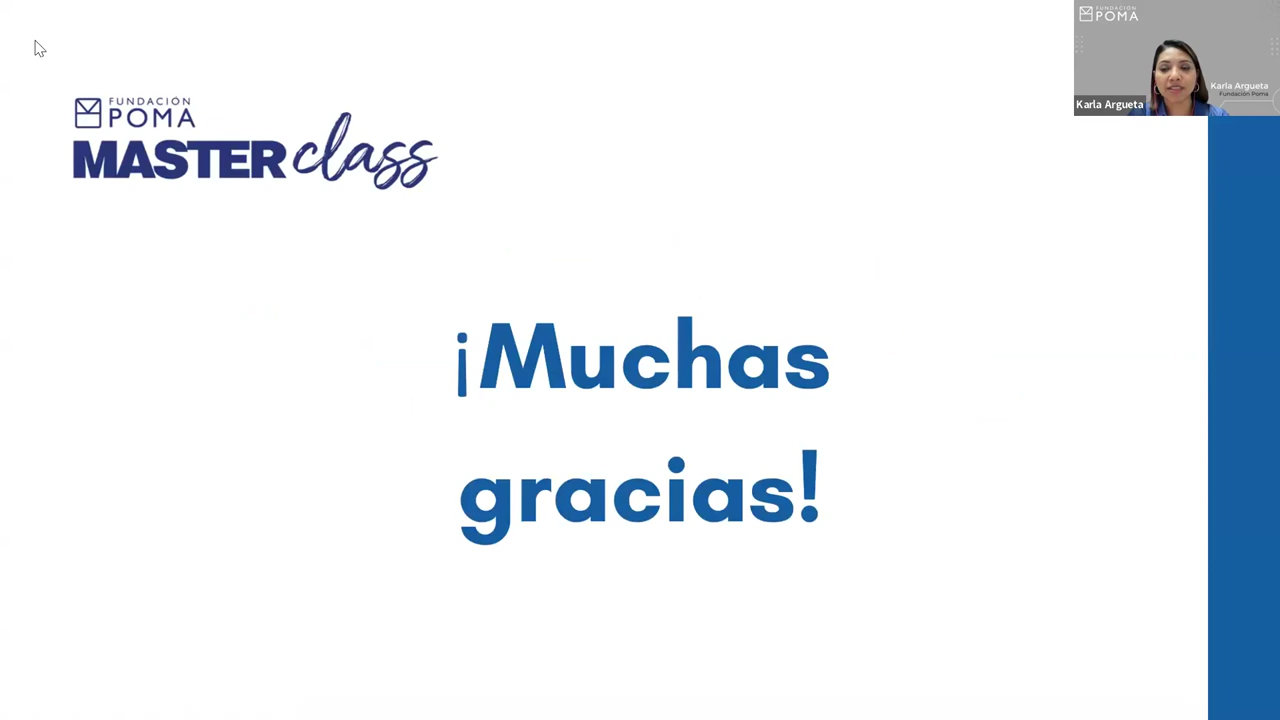 FUNDACIÓN
POMA
MASTER class
¡Muchas
gracias!
FUNDACIÓN
POMA
Karla Argueta
Fundación Poma
Karla Argueta